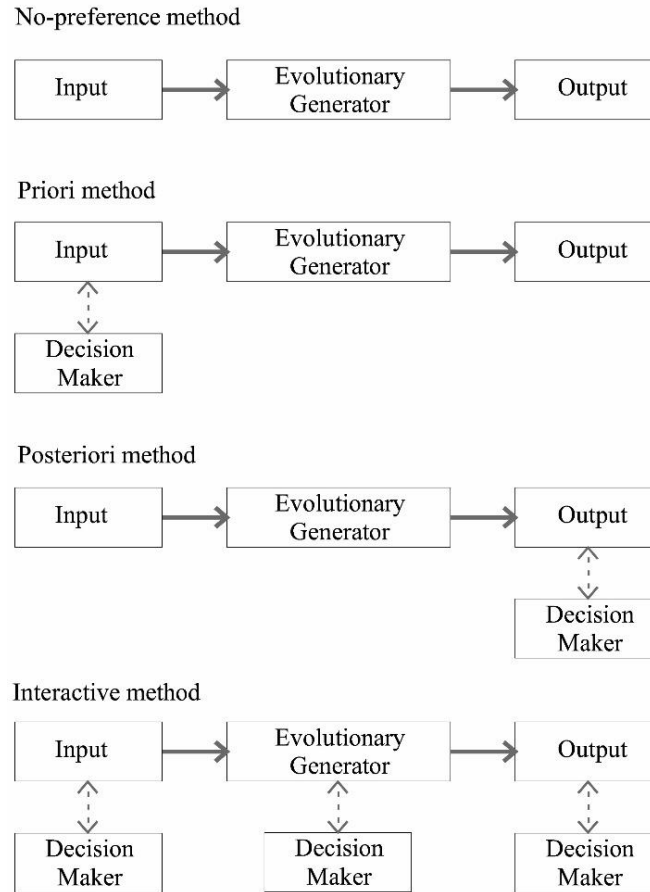 No-preference method
Input
Evolutionary
Generator
Output
Priori method
Input
Evolutionary
Generator
Output
Decision
Maker
Posteriori method
Input
Evolutionary
Generator
Output
Decision
Maker
Interactive method
Input
Evolutionary
Generator
Output
Decision
Maker
Decision
Maker
Decision
Maker